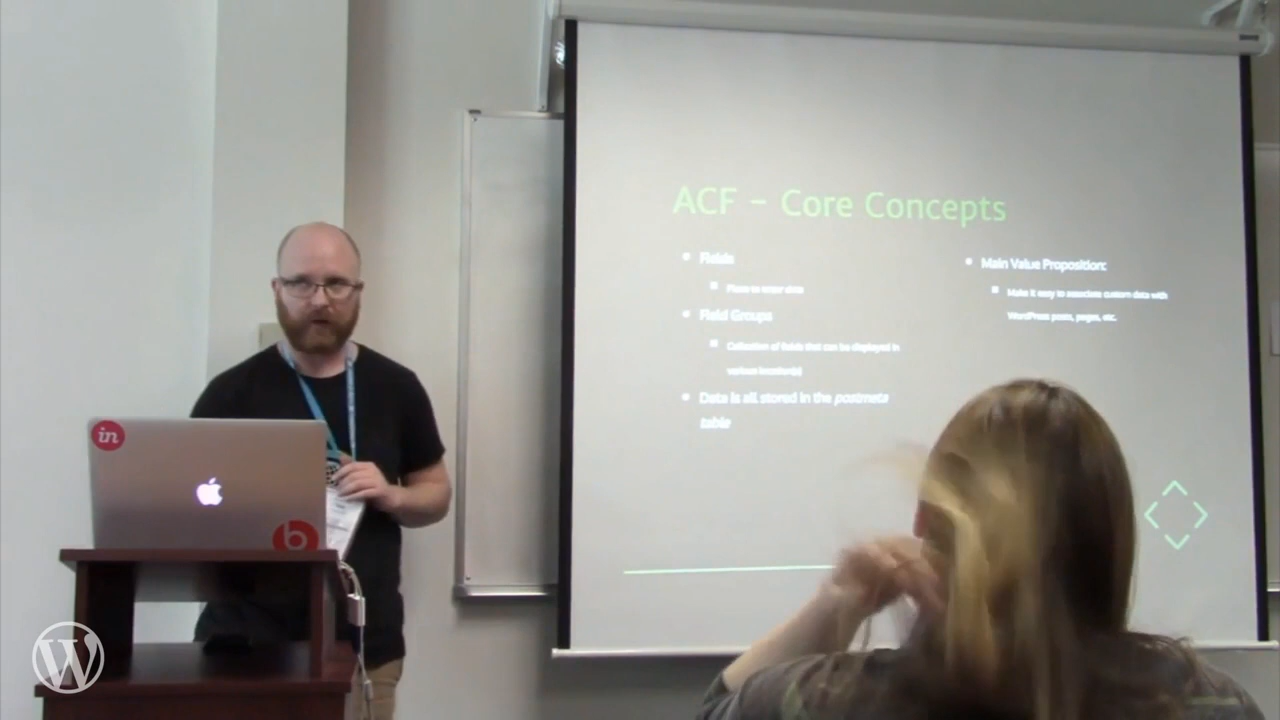 ACF - Core Concepts
Fields
Place to enter data
Field Groups
Collection of fields that can be displayed in
various location(s)
Data is all stored in the postmeta
table
Main Value Proposition:
Make it easy to associate custom data with
WordPress posts, pages, etc.
in
b
W